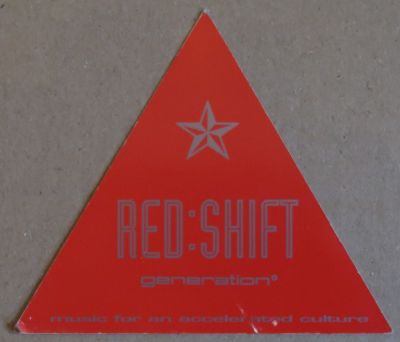 RED:SHIFT
generation°
music for an accelerated culture